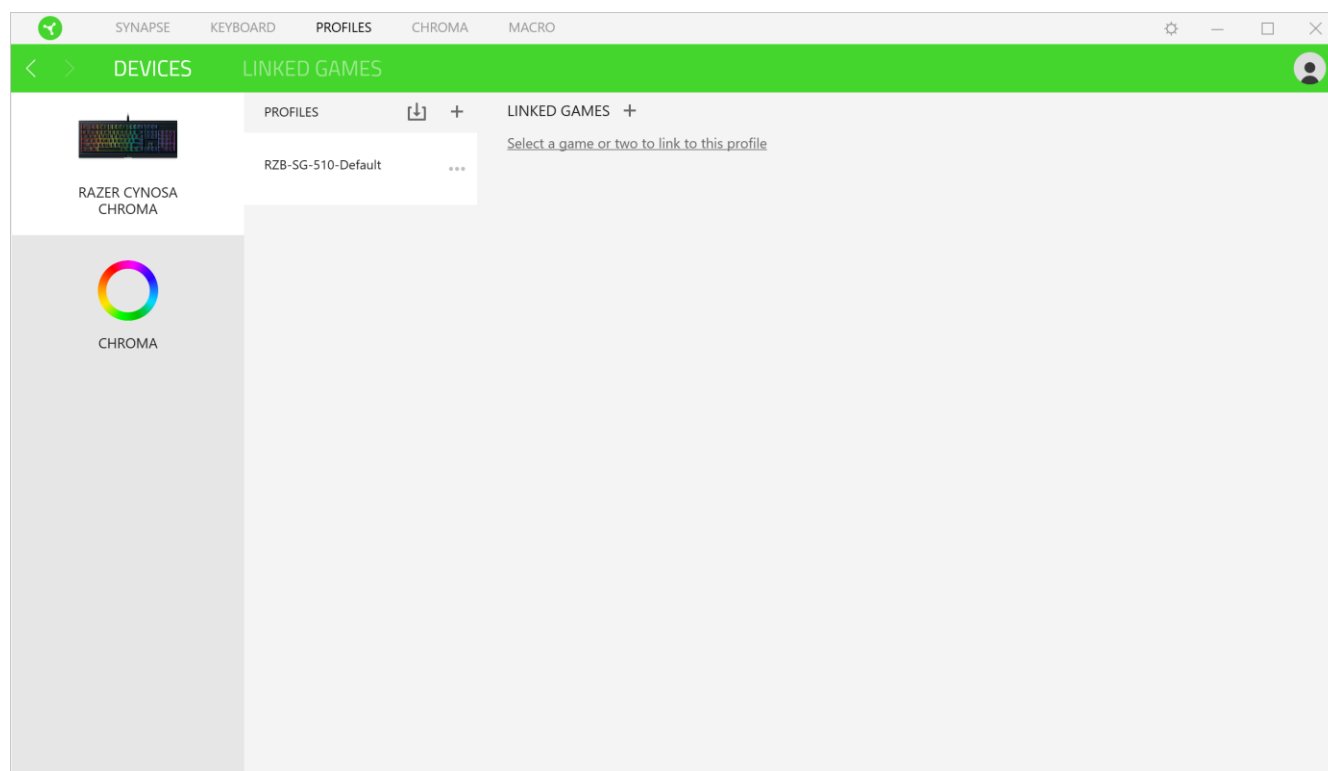 SYNAPSE KEYBOARD PROFILES CHROMA MACRO
DEVICES LINKED GAMES
RAZER CYNOSA
CHROMA
CHROMA
PROFILES
RZB-SG-510-Default
LINKED GAMES
Select a game or two to link to this profile